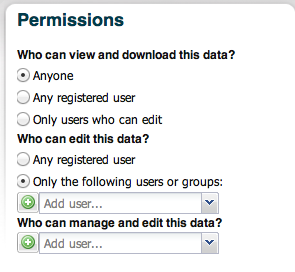 Permissions
Who can view and download this data?
Anyone
Any registered user
Only users who can edit
Who can edit this data?
Any registered user
Only the following users or groups:
Add user...
Who can manage and edit this data?
Add user...